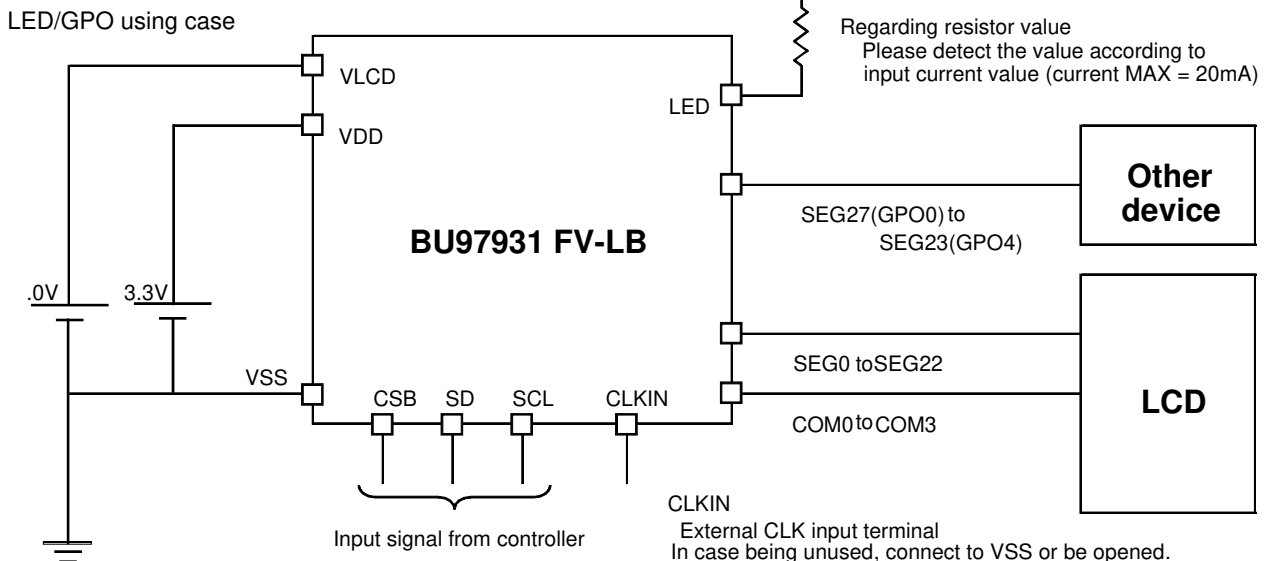 LED/GPO using case
Regarding resistor value
Please detect the value according to
input current value (current MAX = 20mA)
VLCD
LED
VDD
Other
device
SEG27(GPO0) to
SEG23(GPO4)
BU97931 FV-LB
.0V
3.3V
SEG0 toSEG22
VSS
CSB SD SCL CLKIN
LCD
COM0 to COM3
CLKIN
Input signal from controller
External CLK input terminal
In case being unused, connect to VSS or be opened.